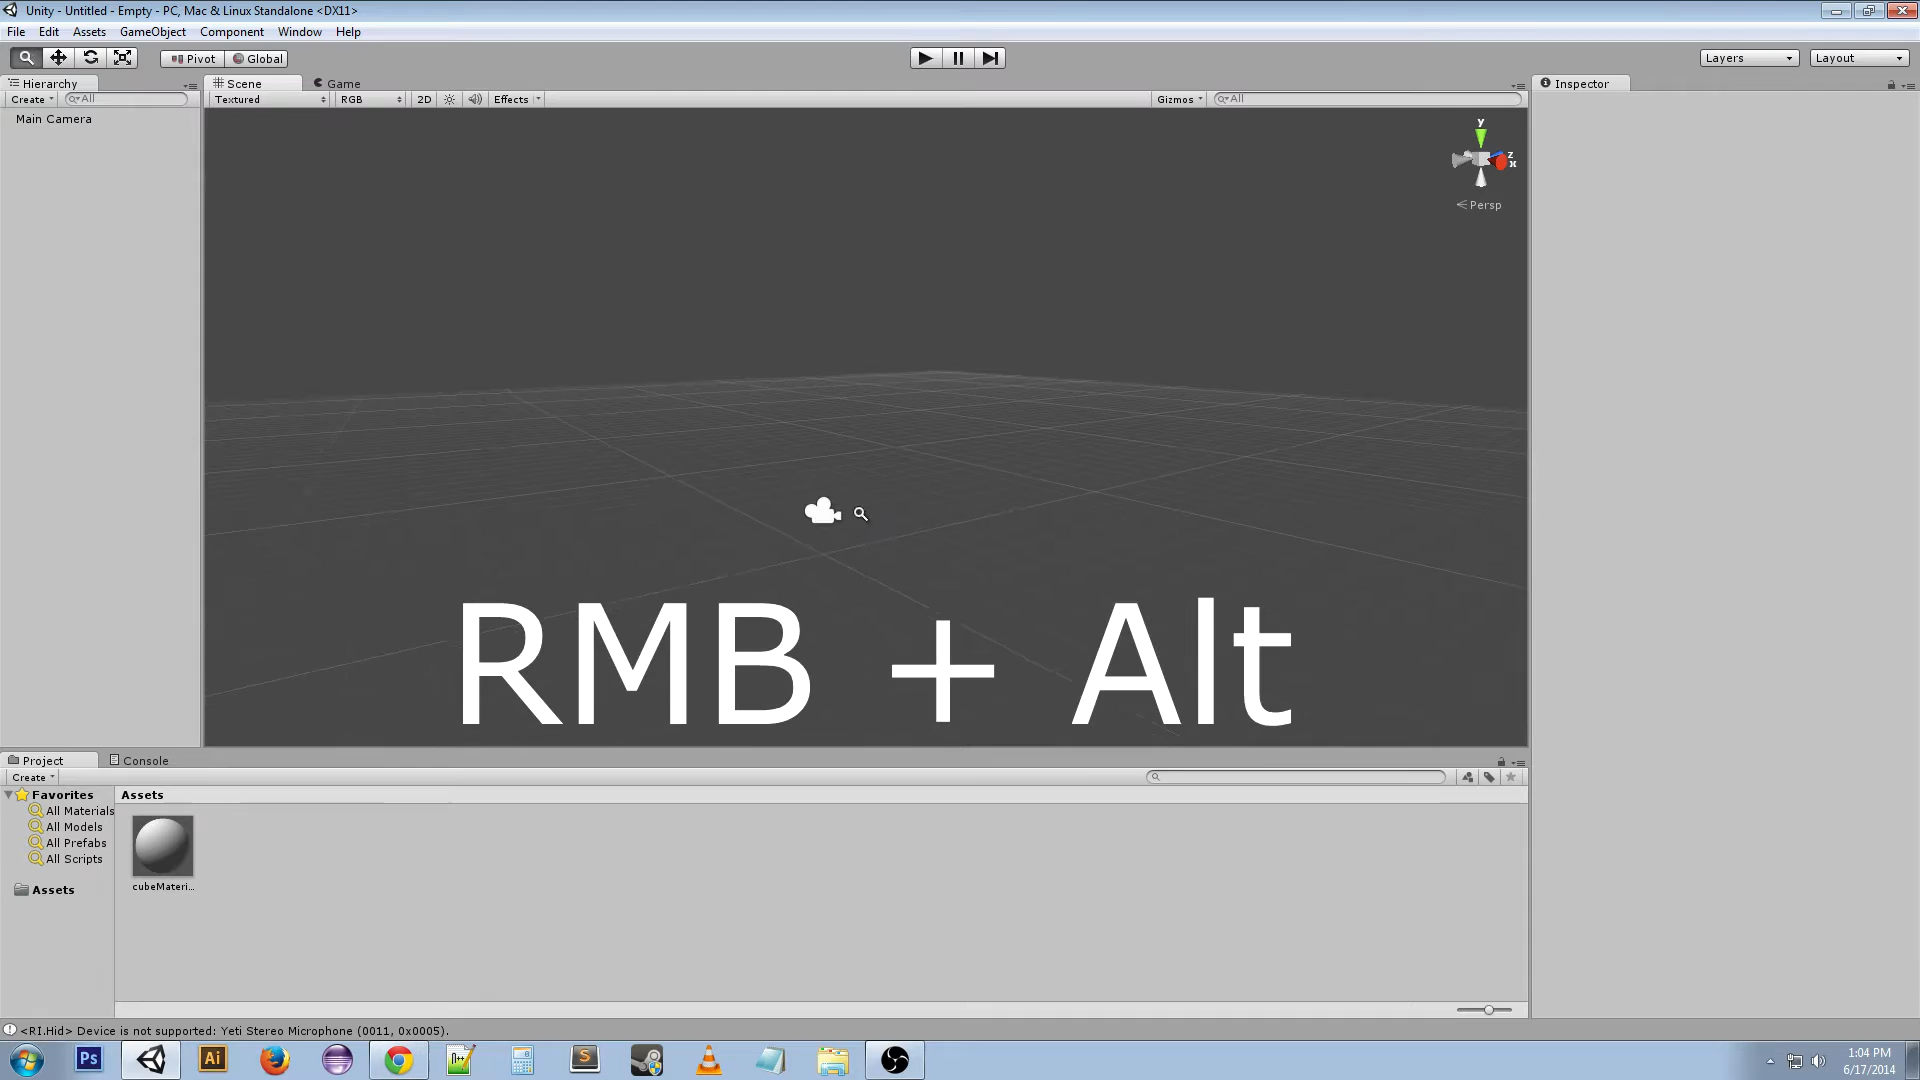 Unity - Untitled - Empty - PC, Mac & Linux Standalone <DX11>
File Edit Assets GameObject Component Window Help
Pivot Global Layers Layout
Hierarchy Scene Game Inspector
Create All Textured RGB 2D Effects Gizmos All
Main Camera
y
z
x
Persp
RMB + Alt
Project Console
Create
Favorites Assets
All Materials
All Models
All Prefabs
All Scripts
cubeMateri...
Assets
<RI.Hid> Device is not supported: Yeti Stereo Microphone (0011, 0x0005).
Ps Ai S
1:04 PM
6/17/2014